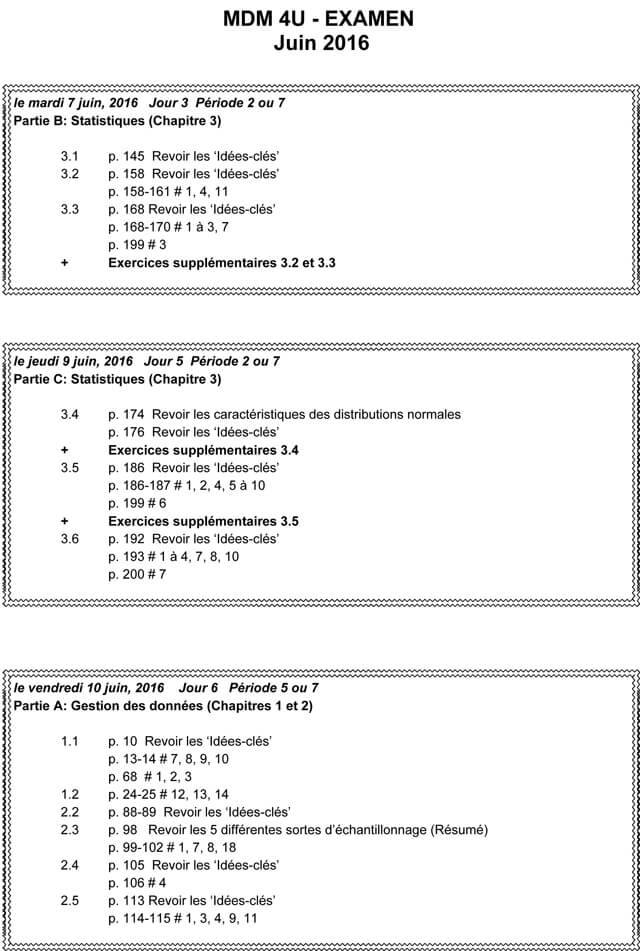 MDM 4U - EXAMEN
Juin 2016
le mardi 7 juin, 2016 Jour 3 Période 2 ou 7
Partie B: Statistiques (Chapitre 3)
3.1 p. 145 Revoir les ‘Idées-clés’
3.2 p. 158 Revoir les ‘Idées-clés’
p. 158-161 # 1, 4, 11
3.3 p. 168 Revoir les ‘Idées-clés’
p. 168-170 # 1 à 3, 7
p. 199 # 3
+ Exercices supplémentaires 3.2 et 3.3
le jeudi 9 juin, 2016 Jour 5 Période 2 ou 7
Partie C: Statistiques (Chapitre 3)
3.4 p. 174 Revoir les caractéristiques des distributions normales
p. 176 Revoir les ‘Idées-clés’
+ Exercices supplémentaires 3.4
3.5 p. 186 Revoir les ‘Idées-clés’
p. 186-187 # 1, 2, 4, 5 à 10
p. 199 # 6
+ Exercices supplémentaires 3.5
3.6 p. 192 Revoir les ‘Idées-clés’
p. 193 # 1 à 4, 7, 8, 10
p. 200 # 7
le vendredi 10 juin, 2016 Jour 6 Période 5 ou 7
Partie A: Gestion des données (Chapitres 1 et 2)
1.1 p. 10 Revoir les ‘Idées-clés’
p. 13-14 # 7, 8, 9, 10
p. 68 # 1, 2, 3
1.2 p. 24-25 # 12, 13, 14
2.2 p. 88-89 Revoir les ‘Idées-clés’
2.3 p. 98 Revoir les 5 différentes sortes d’échantillonnage (Résumé)
p. 99-102 # 1, 7, 8, 18
2.4 p. 105 Revoir les ‘Idées-clés’
p. 106 # 4
2.5 p. 113 Revoir les ‘Idées-clés’
p. 114-115 # 1, 3, 4, 9, 11